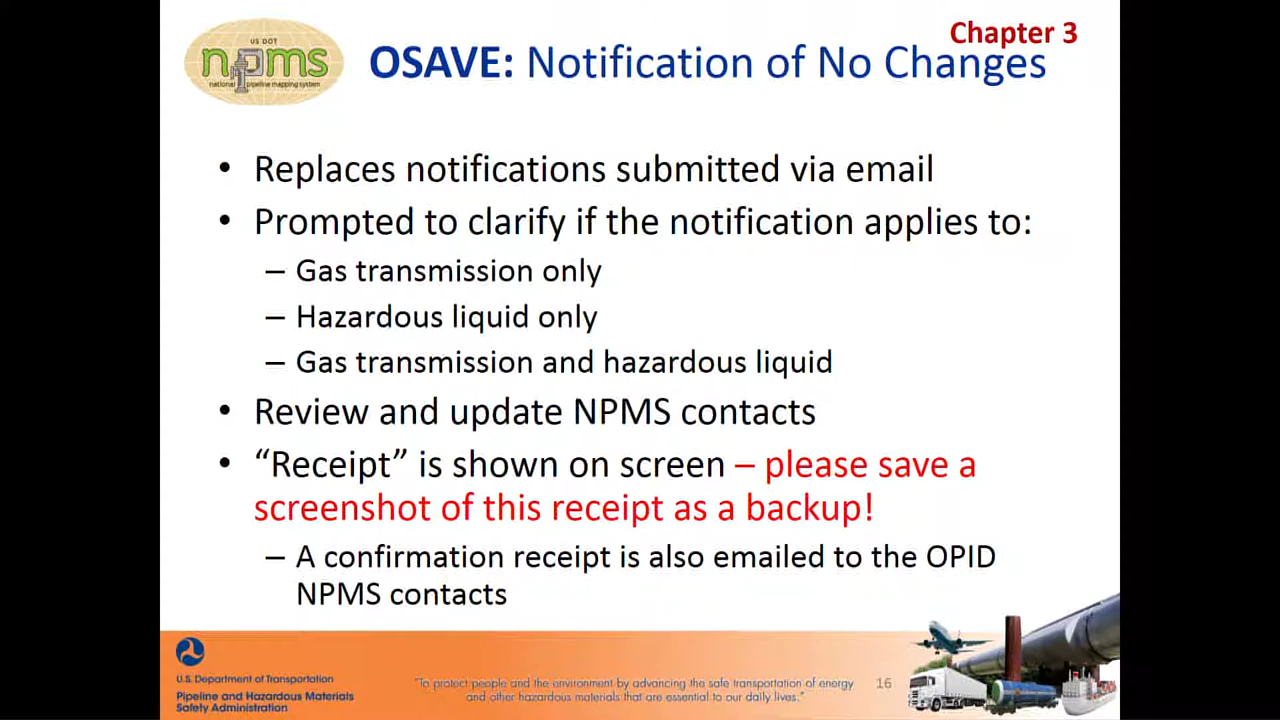 Chapter 3
US DOT
npms
national pipeline mapping system
OSAVE: Notification of No Changes
• Replaces notifications submitted via email
• Prompted to clarify if the notification applies to:
– Gas transmission only
– Hazardous liquid only
– Gas transmission and hazardous liquid
• Review and update NPMS contacts
• “Receipt” is shown on screen – please save a
screenshot of this receipt as a backup!
– A confirmation receipt is also emailed to the OPID
NPMS contacts
U.S. Department of Transportation
Pipeline and Hazardous Materials
Safety Administration
"To protect people and the environment by advancing the safe transportation of energy
and other hazardous materials that are essential to our daily lives."
16